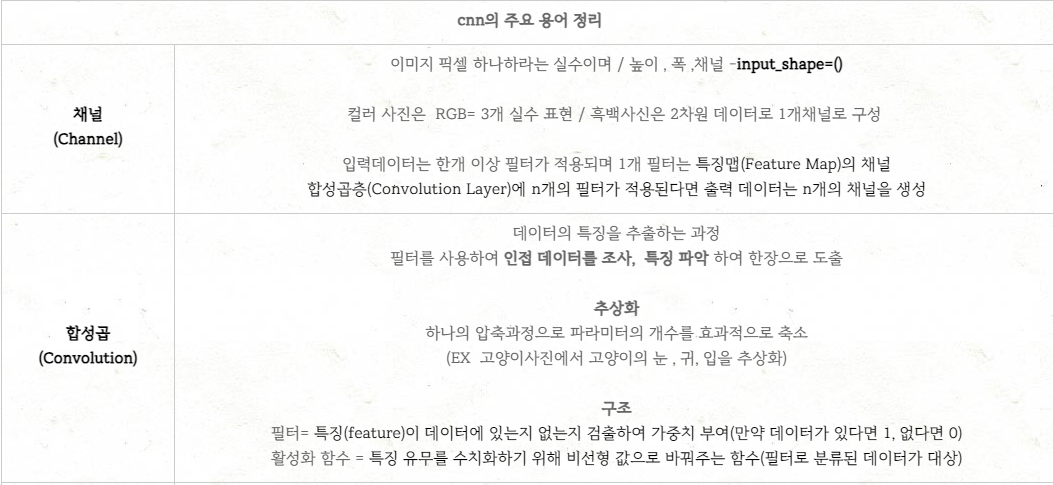 cnn의 주요 용어 정리
채널
(Channel)
이미지 픽셀 하나하라는 실수이며 / 높이 , 폭 ,채널 -input_shape=()
컬러 사진은 RGB= 3개 실수 표현 / 흑백사신은 2차원 데이터로 1개채널로 구성
입력데이터는 한개 이상 필터가 적용되며 1개 필터는 특징맵(Feature Map)의 채널
합성곱층(Convolution Layer)에 n개의 필터가 적용된다면 출력 데이터는 n개의 채널을 생성
합성곱
(Convolution)
데이터의 특징을 추출하는 과정
필터를 사용하여 인접 데이터를 조사, 특징 파악 하여 한장으로 도출
추상화
하나의 압축과정으로 파라미터의 개수를 효과적으로 축소
(EX 고양이사진에서 고양이의 눈 , 귀, 입을 추상화)
구조
필터= 특징(feature)이 데이터에 있는지 없는지 검출하여 가중치 부여(만약 데이터가 있다면 1, 없다면 0)
활성화 함수 = 특징 유무를 수치화하기 위해 비선형 값으로 바꿔주는 함수(필터로 분류된 데이터가 대상)